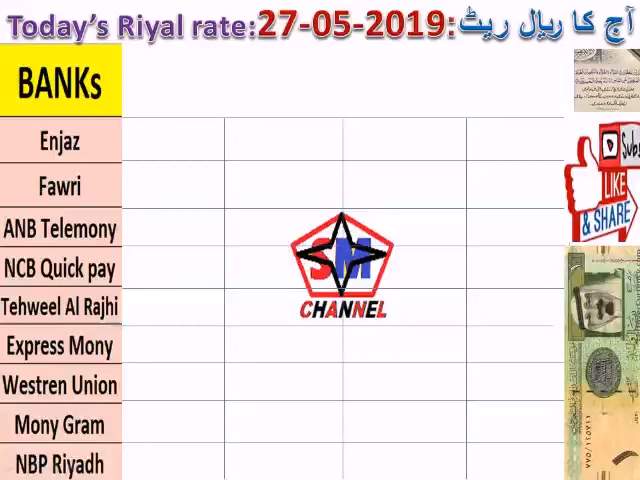 Today's Riyal rate:27-05-2019:آج کا ریال ریٹ
BANKs
Enjaz
Fawri
ANB Telemony
NCB Quick pay
Tehweel Al Rajhi
Express Mony
Westren Union
Mony Gram
NBP Riyadh
SM
CHANNEL
Subs
LIKE
& SHARE